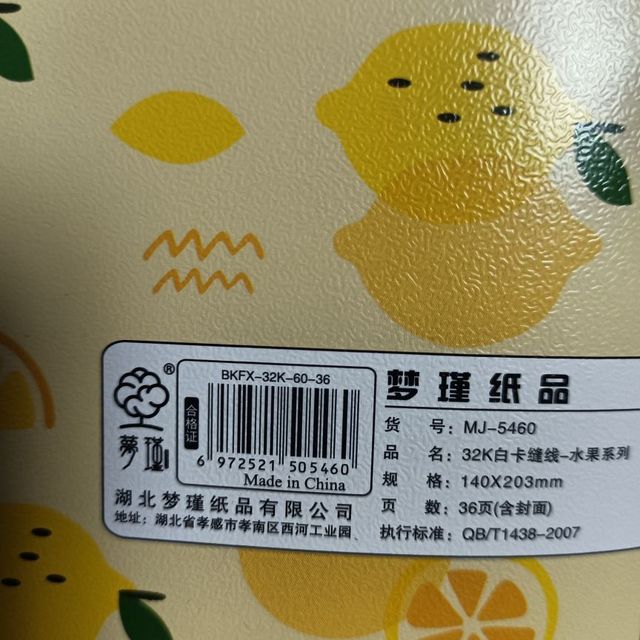 梦瑾®
合格证
BKFX-32K-60-36
6 972521 505460
Made in China
湖北梦瑾纸品有限公司
地址：湖北省孝感市孝南区西河工业园
梦瑾纸品
货 号：MJ-5460
品 名：32K白卡缝线-水果系列
规 格：140X203mm
页 数：36页(含封面)
执行标准：QB/T1438-2007